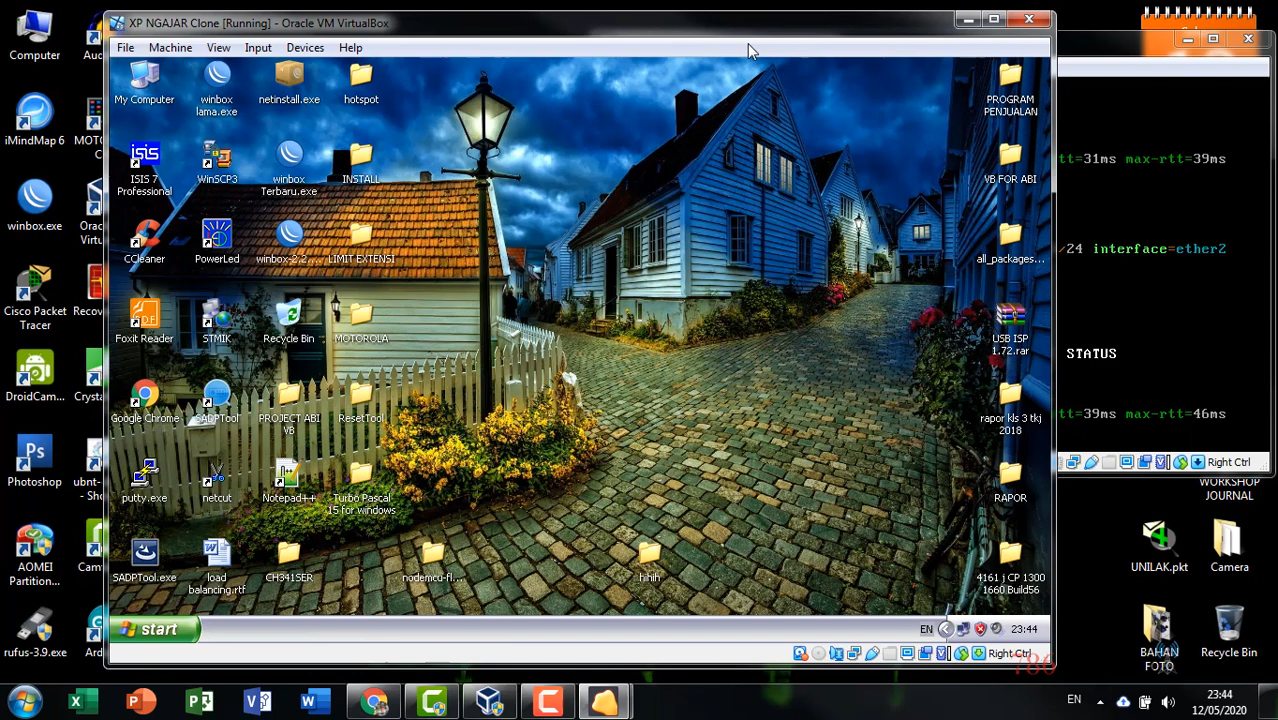 XP NGAJAR Clone [Running] - Oracle VM VirtualBox
File Machine View Input Devices Help
Computer
iMindMap 6
winbox.exe
Cisco Packet
Tracer
DroidCam...
Photoshop
AOMEI
Partition...
rufus-3.9.exe
My Computer
winbox
lama.exe
netinstall.exe
hotspot
PROGRAM
PENJUALAN
ISIS 7
Professional
WinSCP3
winbox
Terbaru.exe
INSTALL
VB FOR ABI
CCleaner
PowerLed
winbox-2.2....
LIMIT EXTENSI
all_packages...
Foxit Reader
STMIK
Recycle Bin
MOTOROLA
USB ISP
1.72.rar
Google Chrome
SADPTool
PROJECT ABI
VB
ResetTool
rapor kls 3 tkj
2018
putty.exe
netcut
Notepad++
Turbo Pascal
15 for windows
RAPOR
SADPTool.exe
load
balancing.rtf
CH341SER
nodemcu-fl...
hihih
4161 j CP 1300
1660 Build56
start
EN
23:44
Right Ctrl
786
tt=31ms max-rtt=39ms
/24 interface=ether2
STATUS
tt=39ms max-rtt=46ms
Right Ctrl
WORKSHOP
JOURNAL
UNILAK.pkt
Camera
BAHAN
FOTO
Recycle Bin
EN
23:44
12/05/2020